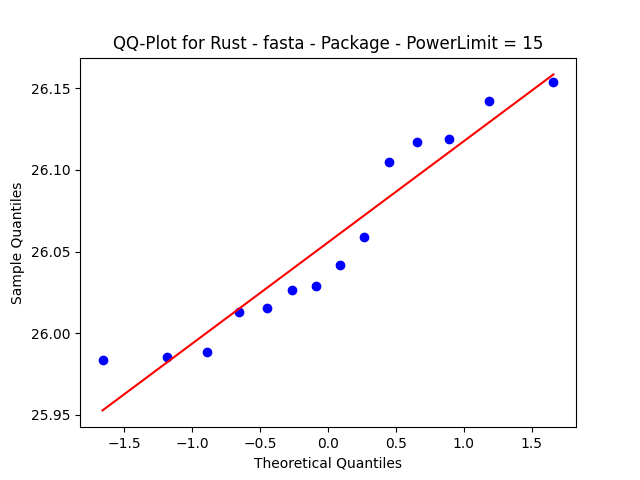 QQ-Plot for Rust - fasta - Package - PowerLimit = 15
Sample Quantiles
26.15
26.10
26.05
26.00
25.95
−1.5 −1.0 −0.5 0.0 0.5 1.0 1.5
Theoretical Quantiles